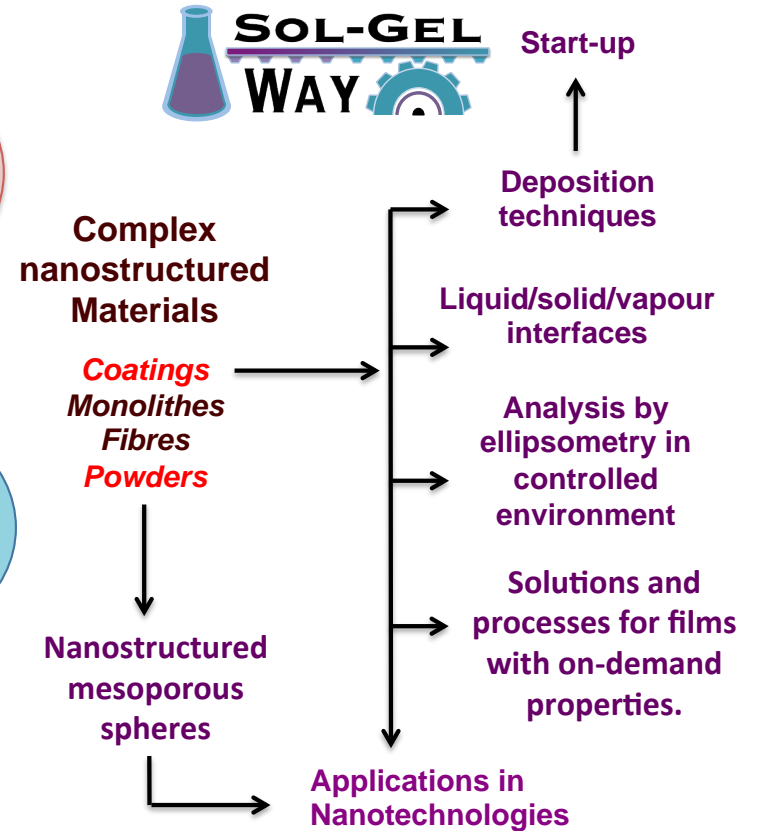 SOL-GEL
WAY
Start-up
Deposition
techniques
Complex
nanostructured
Materials
Liquid/solid/vapour
interfaces
Coatings
Monolithes
Fibres
Powders
Analysis by
ellipsometry in
controlled
environment
Solutions and
processes for films
with on-demand
properties.
Nanostructured
mesoporous
spheres
Applications in
Nanotechnologies